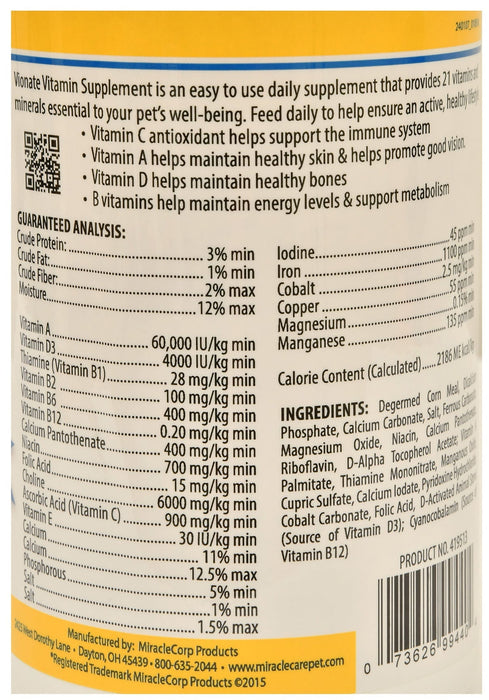 Vionate Vitamin Supplement is an easy to use daily supplement that provides 21 vitamins and
minerals essential to your pet's well-being. Feed daily to help ensure an active, healthy lifestyle
• Vitamin C antioxidant helps support the immune system
• Vitamin A helps maintain healthy skin & helps promote good vision.
• Vitamin D helps maintain healthy bones
• B vitamins help maintain energy levels & support metabolism
GUARANTEED ANALYSIS:
Crude Protein: 3% min
Crude Fat: 1% min
Crude Fiber: 2% max
Moisture 12% max
Vitamin A 60,000 IU/kg min
Vitamin D3 4000 IU/kg min
Thiamine (Vitamin B1) 28 mg/kg min
Vitamin B2 100 mg/kg min
Vitamin B6 400 mg/kg min
Vitamin B12 0.20 mg/kg min
Calcium Pantothenate 400 mg/kg min
Niacin 700 mg/kg min
Folic Acid 15 mg/kg min
Choline 6000 mg/kg min
Ascorbic Acid (Vitamin C) 900 mg/kg min
Vitamin E 30 IU/kg min
Calcium 11% min
Calcium 12.5% max
Phosphorous 5% min
Salt 1% min
Salt 1.5% max
Iodine 45 ppm min
Iron 1100 ppm min
Cobalt 2.5 mg/kg min
Copper 55 ppm min
Magnesium 0.15% min
Manganese 135 ppm min
Calorie Content (Calculated) 2186 ME kcal/kg
INGREDIENTS: Degermed Corn Meal,
Phosphate, Calcium Carbonate, Salt, Ferrous Carbonate
Magnesium Oxide, Niacin, Calcium Pantothenate
Riboflavin, D-Alpha Tocopherol Acetate,
Palmitate, Thiamine Mononitrate, Manganous
Cupric Sulfate, Calcium Iodate, Pyridoxine Hydrochloride
Cobalt Carbonate, Folic Acid, D-Activated Animal
(Source of Vitamin D3); Cyanocobalamin
Vitamin B12)
PRODUCT NO. 419513
0 73626 99440
Manufactured by: MiracleCorp Products
2425 West Dorothy Lane • Dayton, OH 45439 • 800-635-2044 • www.miraclecarepet.com
*Registered Trademark MiracleCorp Products ©2015